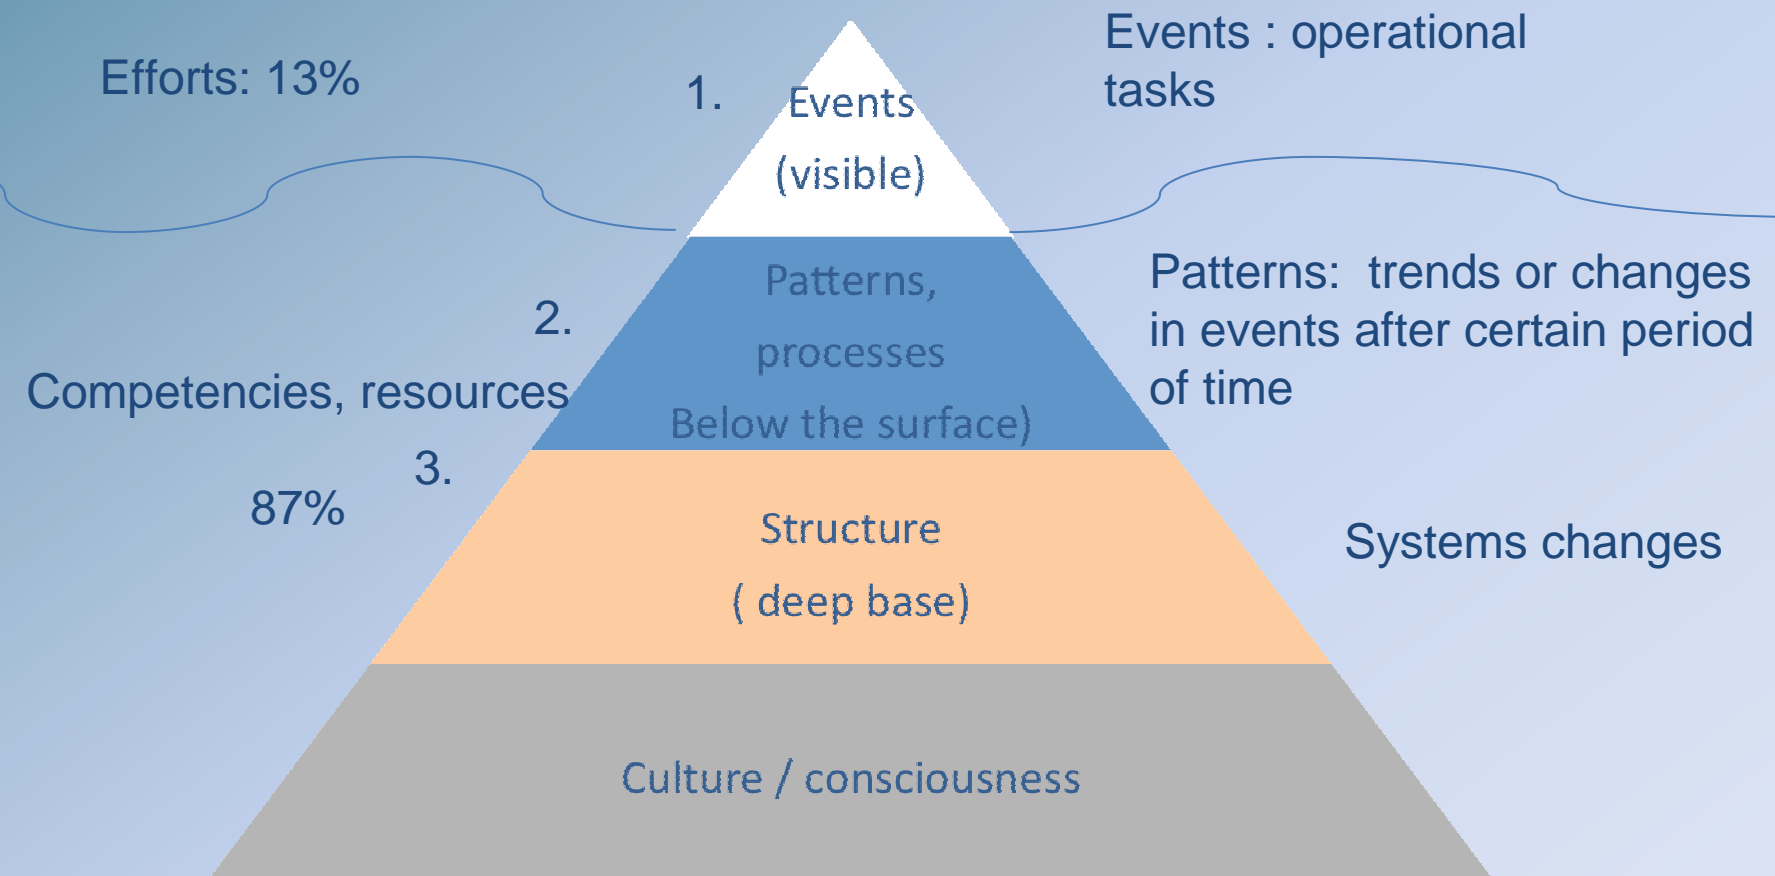 Efforts: 13%
1.
Events
(visible)
Events : operational
tasks
2.
Competencies, resources
3.
87%
Patterns,
processes
Below the surface)
Patterns:  trends or changes
in events after certain period
of time
Structure
( deep base)
Systems changes
Culture / consciousness